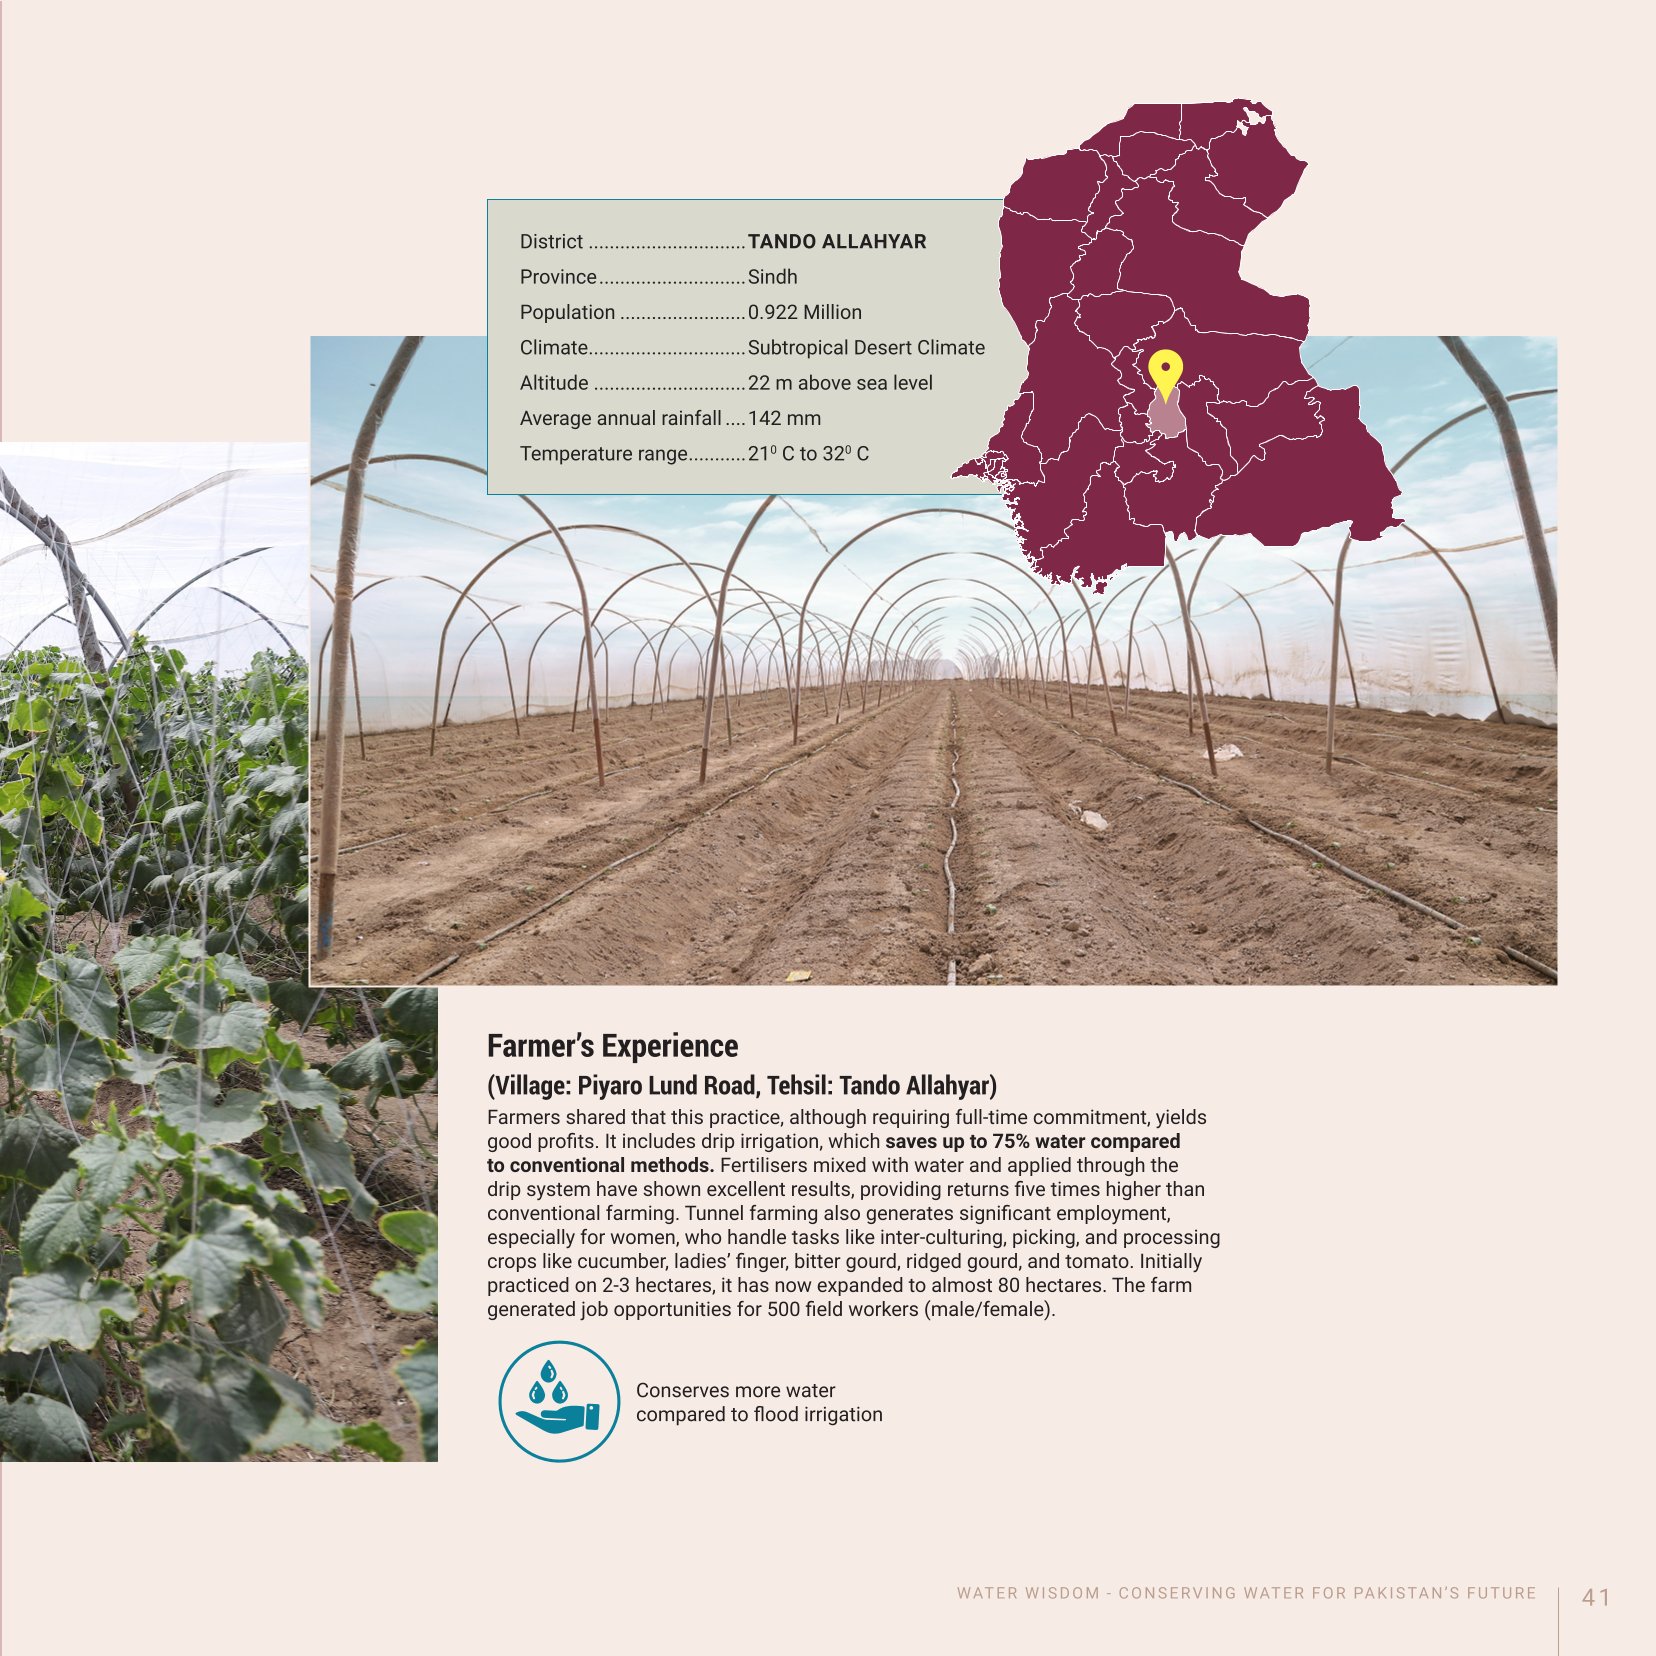 District ..............................TANDO ALLAHYAR
Province............................Sindh
Population ........................0.922 Million
Climate..............................Subtropical Desert Climate
Altitude .............................22 m above sea level
Average annual rainfall ....142 mm
Temperature range...........21⁰ C to 32⁰ C
Farmer’s Experience
(Village: Piyaro Lund Road, Tehsil: Tando Allahyar)
Farmers shared that this practice, although requiring full-time commitment, yields
good profits. It includes drip irrigation, which saves up to 75% water compared
to conventional methods. Fertilisers mixed with water and applied through the
drip system have shown excellent results, providing returns five times higher than
conventional farming. Tunnel farming also generates significant employment,
especially for women, who handle tasks like inter-culturing, picking, and processing
crops like cucumber, ladies’ finger, bitter gourd, ridged gourd, and tomato. Initially
practiced on 2-3 hectares, it has now expanded to almost 80 hectares. The farm
generated job opportunities for 500 field workers (male/female).
Conserves more water
compared to flood irrigation
WATER WISDOM - CONSERVING WATER FOR PAKISTAN’S FUTURE
41